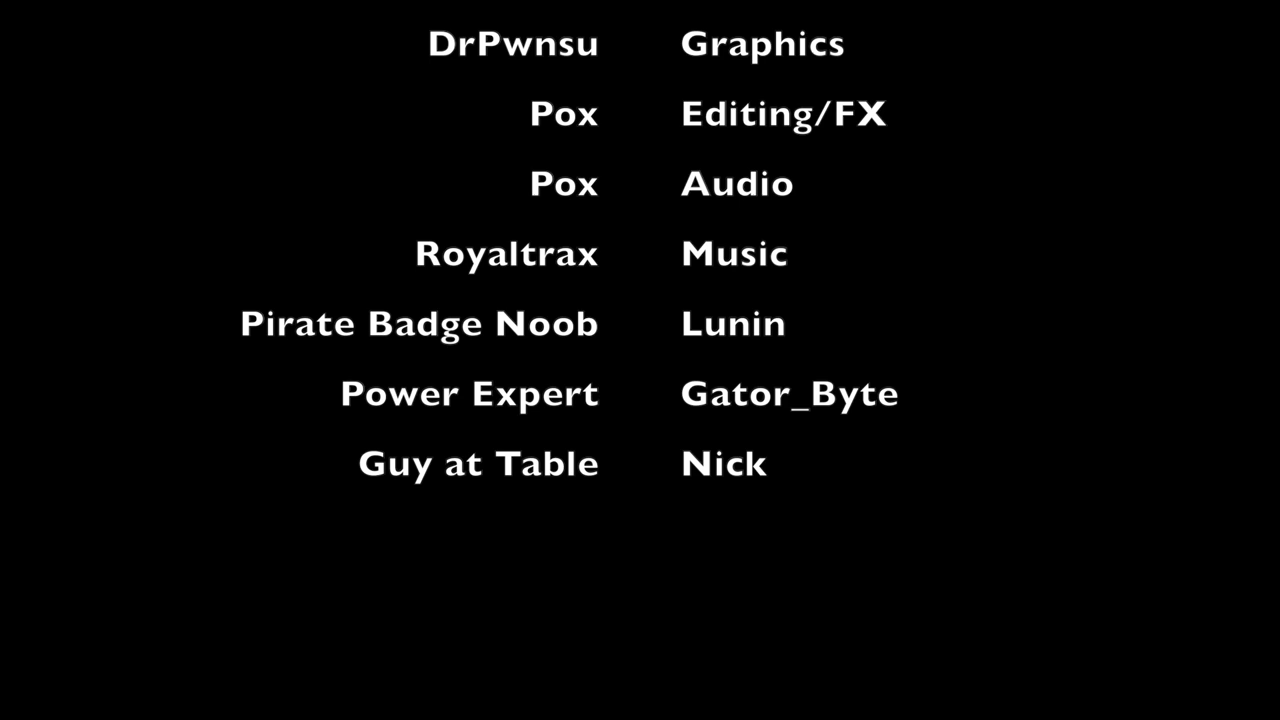 DrPwnsu Graphics
Pox Editing/FX
Pox Audio
Royaltrax Music
Pirate Badge Noob Lunin
Power Expert Gator_Byte
Guy at Table Nick